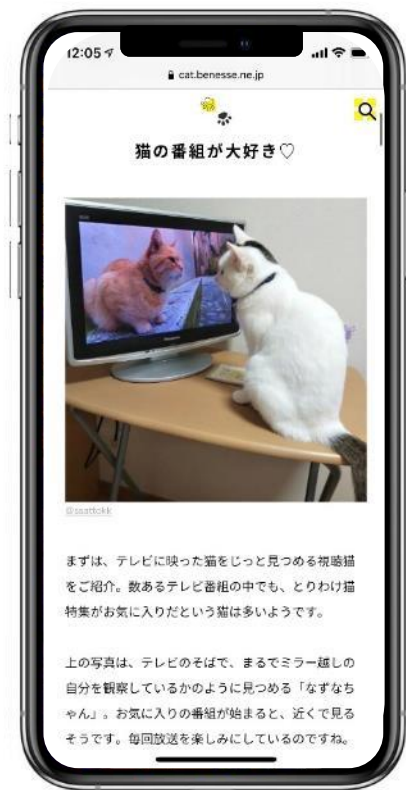 12:05
cat.benesse.ne.jp
猫の番組が大好き♡
Panasonic
@saattokk
まずは、テレビに映った猫をじっと見つめる視聴猫
をご紹介。数あるテレビ番組の中でも、とりわけ猫
特集がお気に入りだという猫は多いようです。
上の写真は、テレビのそばで、まるでミラー越しの
自分を観察しているかのように見つめる「なずなち
ゃん」。お気に入りの番組が始まると、近くで見る
そうです。毎回放送を楽しみにしているのですね。